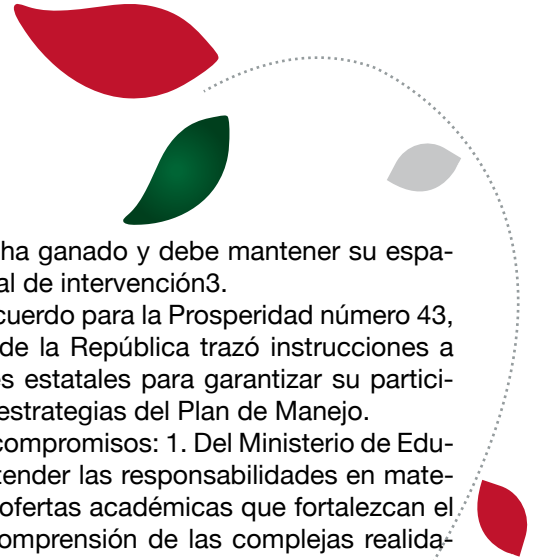 ha ganado y debe mantener su espa-
al de intervención3.
cuerdo para la Prosperidad número 43,
de la República trazó instrucciones a
es estatales para garantizar su partici-
estrategias del Plan de Manejo.
compromisos: 1. Del Ministerio de Edu-
tender las responsabilidades en mate-
ofertas académicas que fortalezcan el
omprensión de las complejas realida-